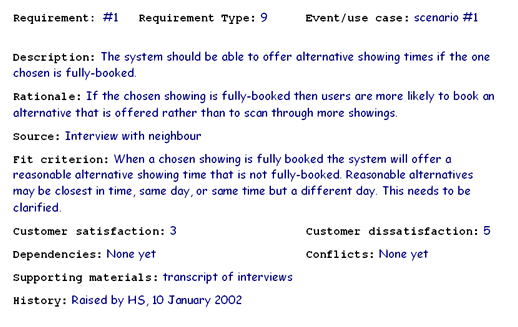 Requirement: #1 Requirement Type: 9 Event/use case: scenario #1
Description: The system should be able to offer alternative showing times if the one
chosen is fully-booked.
Rationale: If the chosen showing is fully-booked then users are more likely to book an
alternative that is offered rather than to scan through more showings.
Source: Interview with neighbour
Fit criterion: When a chosen showing is fully booked the system will offer a
reasonable alternative showing time that is not fully-booked. Reasonable alternatives
may be closest in time, same day, or same time but a different day. This needs to be
clarified.
Customer satisfaction: 3 Customer dissatisfaction: 5
Dependencies: None yet Conflicts: None yet
Supporting materials: transcript of interviews
History: Raised by HS, 10 January 2002